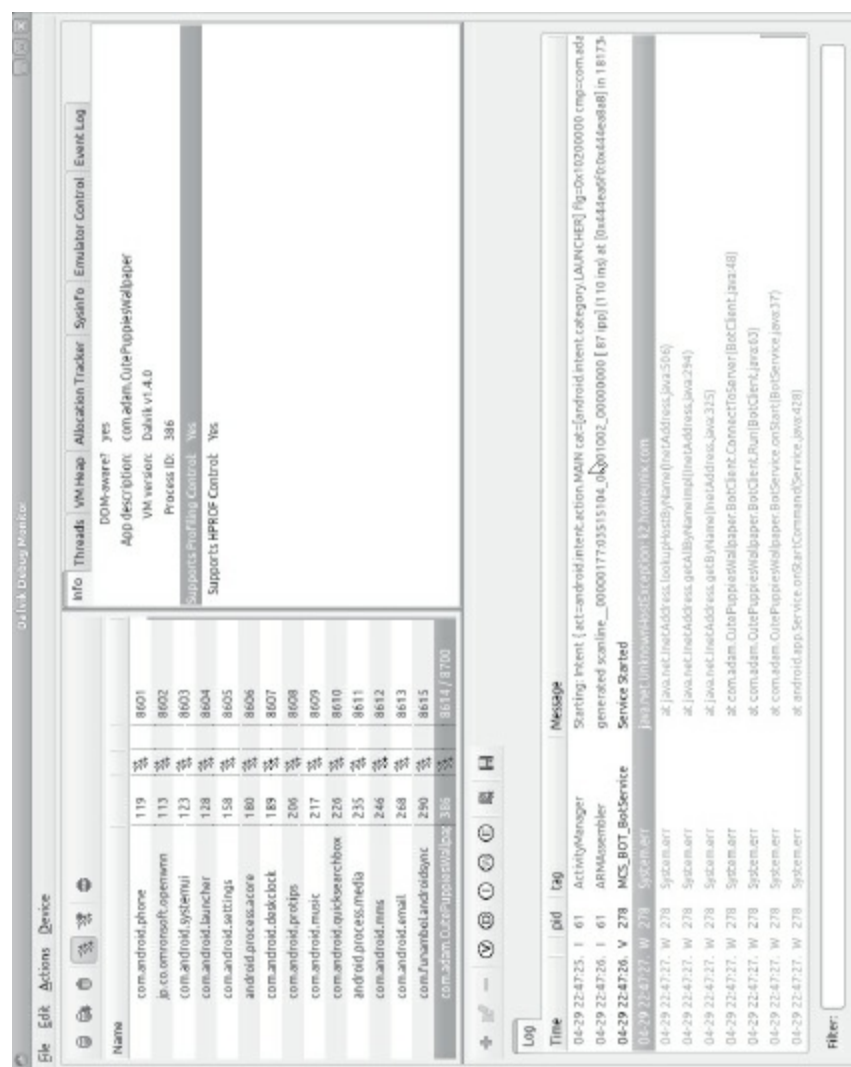 Dalvik Debug Monitor
File Edit Actions Device
Name
com.android.phone 119 8601
jp.co.omronsoft.openwnn 113 8602
com.android.systemui 123 8603
com.android.launcher 128 8604
com.android.settings 158 8605
android.process.acore 180 8606
com.android.deskclock 189 8607
com.android.protips 206 8608
com.android.music 217 8609
com.android.quicksearchbox 226 8610
android.process.media 235 8611
com.android.mms 246 8612
com.android.email 268 8613
com.funambol.androidsync 290 8615
com.adam.CutePuppiesWallpap 386 8614 / 8700
Info Threads VM Heap Allocation Tracker Sysinfo Emulator Control Event Log
DDM-aware? yes
App description: com.adam.CutePuppiesWallpaper
VM version: Dalvik v1.4.0
Process ID: 386
Supports Profiling Control: Yes
Supports HPROF Control: Yes
V D I W E
Log
Time pid tag Message
04-29 22:47:25. I 61 ActivityManager Starting: Intent { act=android.intent.action.MAIN cat=[android.intent.category.LAUNCHER] flg=0x10200000 cmp=com.ada
04-29 22:47:26. I 61 ARMAssembler generated [ 87 ipp] (110 ins) at
04-29 22:47:26. V 278 MCS_BOT_BotService Service Started
04-29 22:47:27. W 278 System.err java.net.UnknownHostException: k2.homeunix.com
04-29 22:47:27. W 278 System.err at java.net.InetAddress.lookupHostByName(InetAddress.java:506)
04-29 22:47:27. W 278 System.err at java.net.InetAddress.getAllByNameImpl(InetAddress.java:294)
04-29 22:47:27. W 278 System.err at java.net.InetAddress.getByName(InetAddress.java:325)
04-29 22:47:27. W 278 System.err at com.adam.CutePuppiesWallpaper.BotClient.ConnectToServer(BotClient.java:48)
04-29 22:47:27. W 278 System.err at com.adam.CutePuppiesWallpaper.BotClient.Run(BotClient.java:63)
04-29 22:47:27. W 278 System.err at com.adam.CutePuppiesWallpaper.BotService.onStart(BotService.java:37)
04-29 22:47:27. W 278 System.err at android.app.Service.onStartCommand(Service.java:428)
Filter: